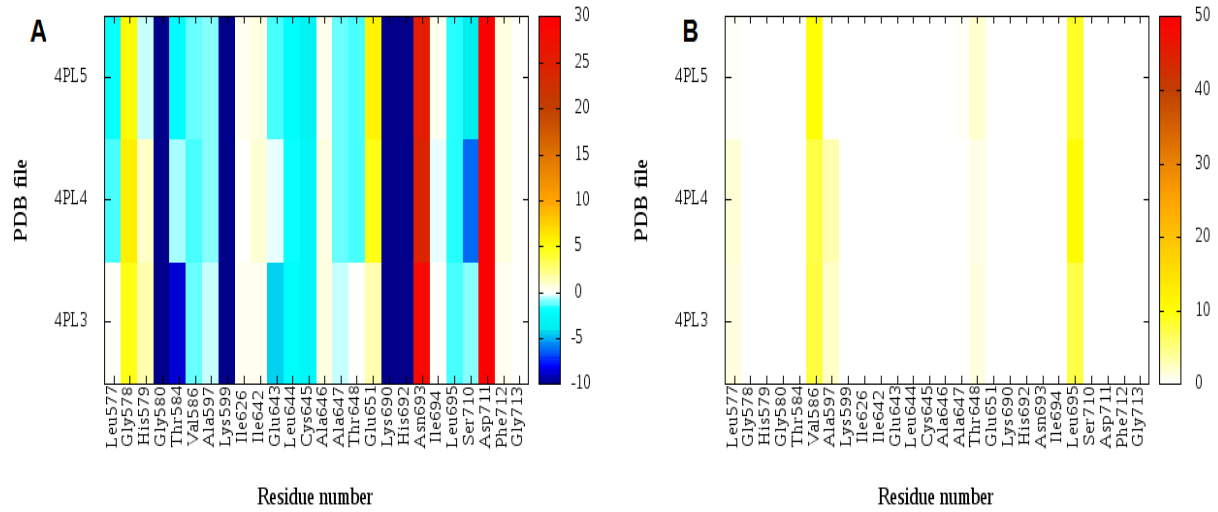 A
PDB file
4PL5
4PL4
4PL3
30
25
20
15
10
5
0
-5
-10
Leu577
Gly578
His579
Gly580
Thr584
Val586
Ala597
Lys599
Ile626
Ile642
Glu643
Leu644
Cys645
Ala646
Ala647
Thr648
Glu651
Lys690
His692
Asn693
Ile694
Leu695
Ser710
Asp711
Phe712
Gly713
Residue number
B
PDB file
4PL5
4PL4
4PL3
50
40
30
20
10
0
Leu577
Gly578
His579
Gly580
Thr584
Val586
Ala597
Lys599
Ile626
Ile642
Glu643
Leu644
Cys645
Ala646
Ala647
Thr648
Glu651
Lys690
His692
Asn693
Ile694
Leu695
Ser710
Asp711
Phe712
Gly713
Residue number